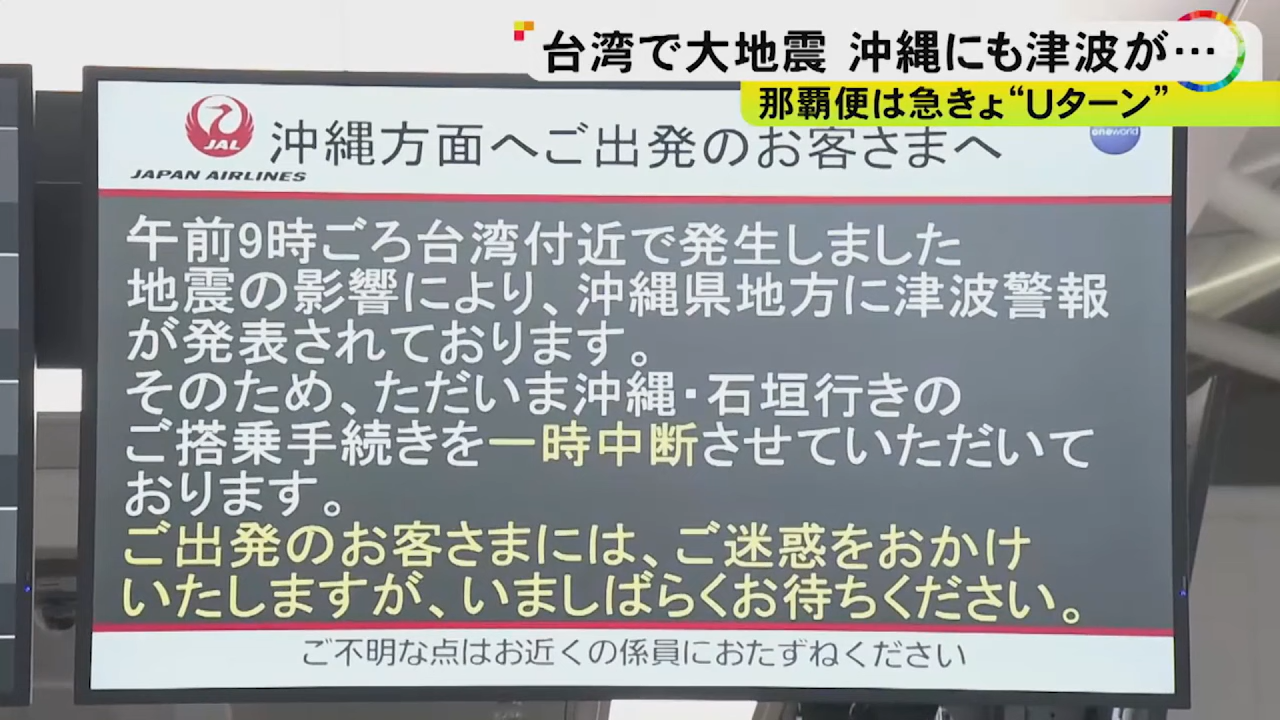 台湾で大地震 沖縄にも津波が…
那覇便は急きょ“Uターン”
JAL
JAPAN AIRLINES
沖縄方面へご出発のお客さまへ
oneworld
午前9時ごろ台湾付近で発生しました
地震の影響により、沖縄県地方に津波警報
が発表されております。
そのため、ただいま沖縄・石垣行きの
ご搭乗手続きを一時中断させていただいて
おります。
ご出発のお客さまには、ご迷惑をおかけ
いたしますが、いましばらくお待ちください。
ご不明な点はお近くの係員におたずねください